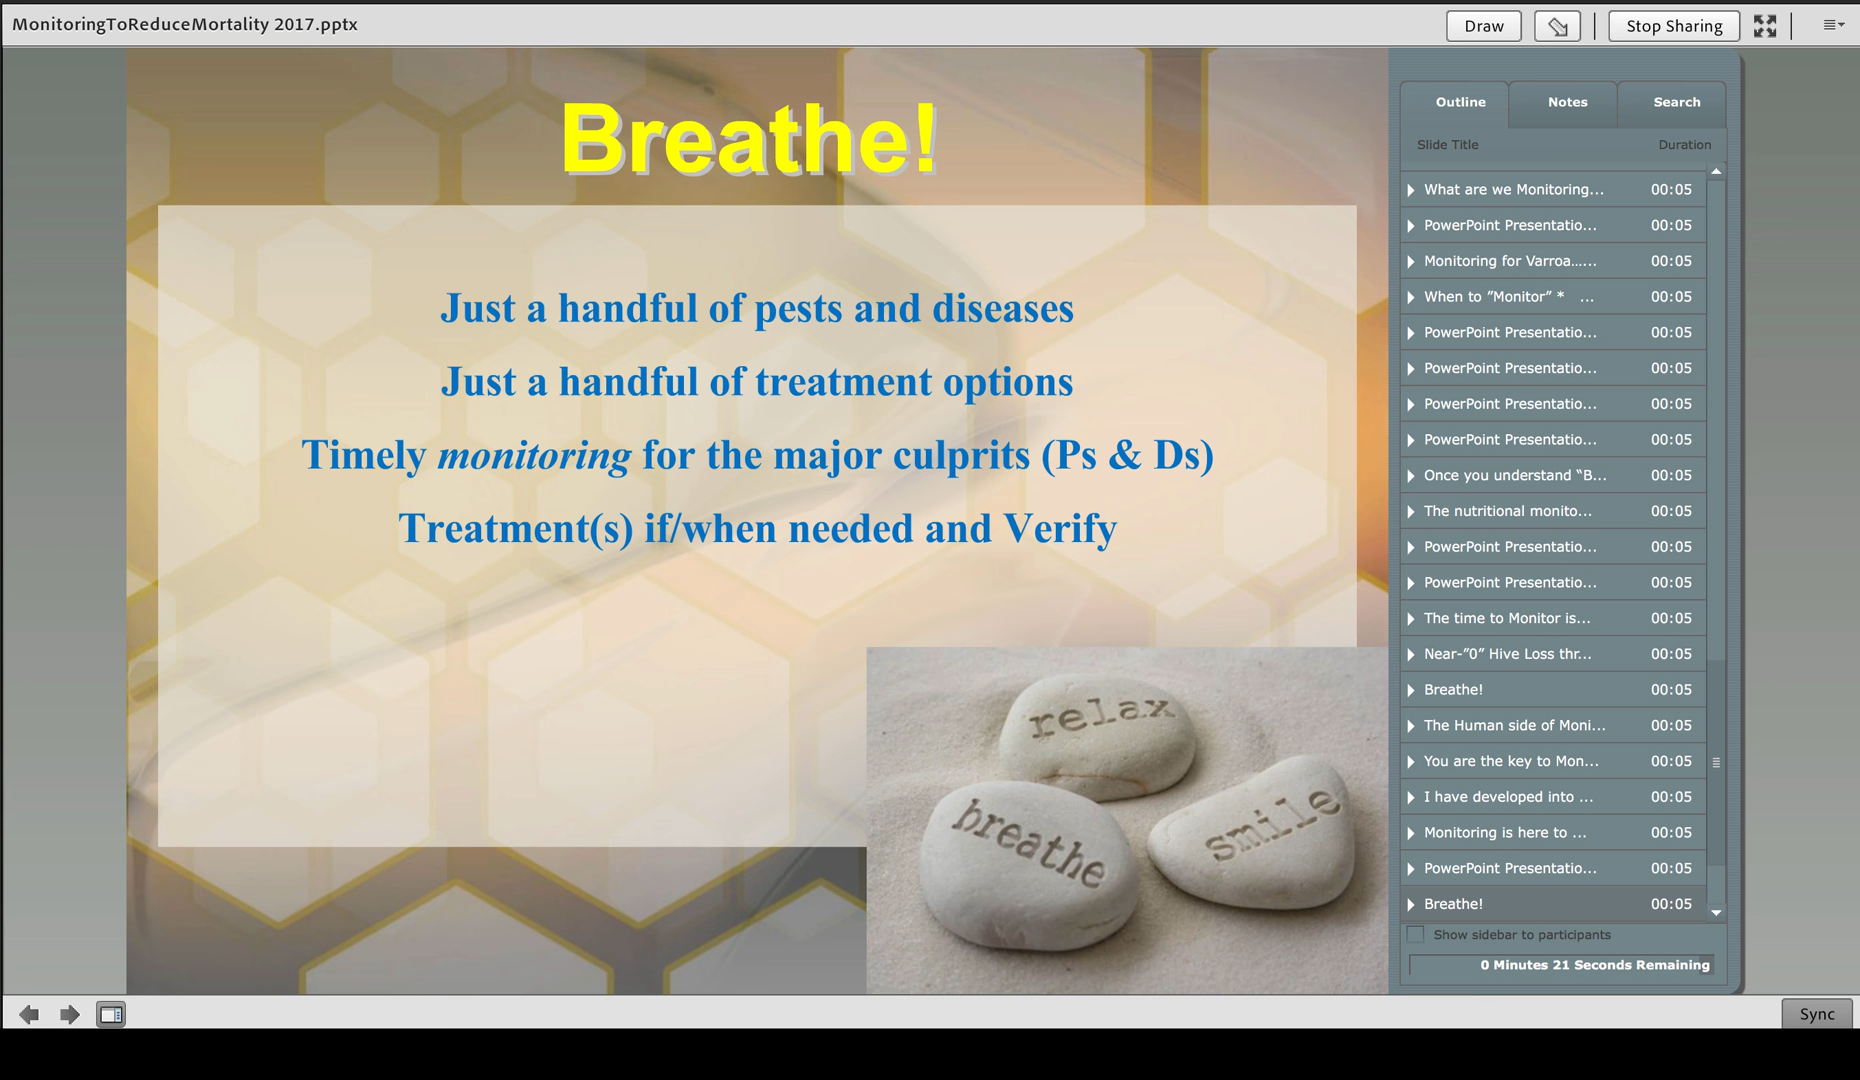 MonitoringToReduceMortality 2017.pptx
Draw
Stop Sharing
Breathe!
Just a handful of pests and diseases
Just a handful of treatment options
Timely monitoring for the major culprits (Ps & Ds)
Treatment(s) if/when needed and Verify
relax
breathe
smile
Outline Notes Search
Slide Title Duration
What are we Monitoring... 00:05
PowerPoint Presentatio... 00:05
Monitoring for Varroa...... 00:05
When to ”Monitor” * ... 00:05
PowerPoint Presentatio... 00:05
PowerPoint Presentatio... 00:05
PowerPoint Presentatio... 00:05
PowerPoint Presentatio... 00:05
Once you understand “B... 00:05
The nutritional monito... 00:05
PowerPoint Presentatio... 00:05
PowerPoint Presentatio... 00:05
The time to Monitor is... 00:05
Near-”0” Hive Loss thr... 00:05
Breathe! 00:05
The Human side of Moni... 00:05
You are the key to Mon... 00:05
I have developed into ... 00:05
Monitoring is here to ... 00:05
PowerPoint Presentatio... 00:05
Breathe! 00:05
Show sidebar to participants
0 Minutes 21 Seconds Remaining
Sync